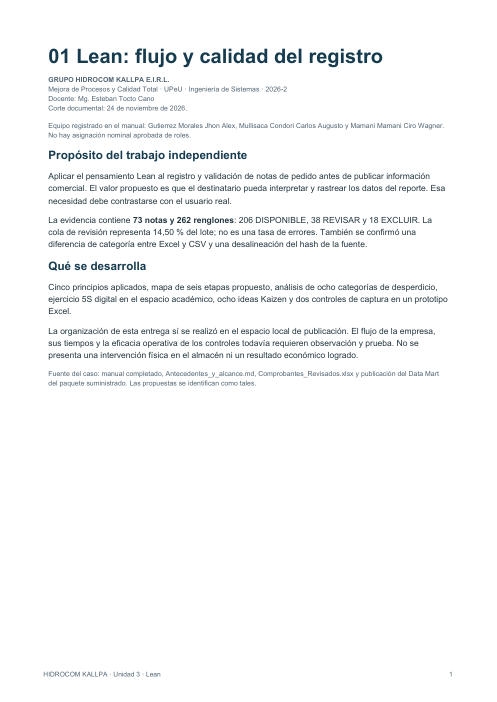 01 Lean: flujo y calidad del registro
GRUPO HIDROCOM KALLPA E.I.R.L.
Mejora de Procesos y Calidad Total · UPeU · Ingeniería de Sistemas · 2026-2
Docente: Mg. Esteban Tocto Cano
Corte documental: 24 de noviembre de 2026.
Equipo registrado en el manual: Gutierrez Morales Jhon Alex, Mullisaca Condori Carlos Augusto y Mamani Mamani Ciro Wagner.
No hay asignación nominal aprobada de roles.
Propósito del trabajo independiente
Aplicar el pensamiento Lean al registro y validación de notas de pedido antes de publicar información
comercial. El valor propuesto es que el destinatario pueda interpretar y rastrear los datos del reporte. Esa
necesidad debe contrastarse con el usuario real.
La evidencia contiene 73 notas y 262 renglones: 206 DISPONIBLE, 38 REVISAR y 18 EXCLUIR. La
cola de revisión representa 14,50 % del lote; no es una tasa de errores. También se confirmó una
diferencia de categoría entre Excel y CSV y una desalineación del hash de la fuente.
Qué se desarrolla
Cinco principios aplicados, mapa de seis etapas propuesto, análisis de ocho categorías de desperdicio,
ejercicio 5S digital en el espacio académico, ocho ideas Kaizen y dos controles de captura en un prototipo
Excel.
La organización de esta entrega sí se realizó en el espacio local de publicación. El flujo de la empresa,
sus tiempos y la eficacia operativa de los controles todavía requieren observación y prueba. No se
presenta una intervención física en el almacén ni un resultado económico logrado.
Fuente del caso: manual completado, Antecedentes_y_alcance.md, Comprobantes_Revisados.xlsx y publicación del Data Mart
del paquete suministrado. Las propuestas se identifican como tales.
HIDROCOM KALLPA · Unidad 3 · Lean
1